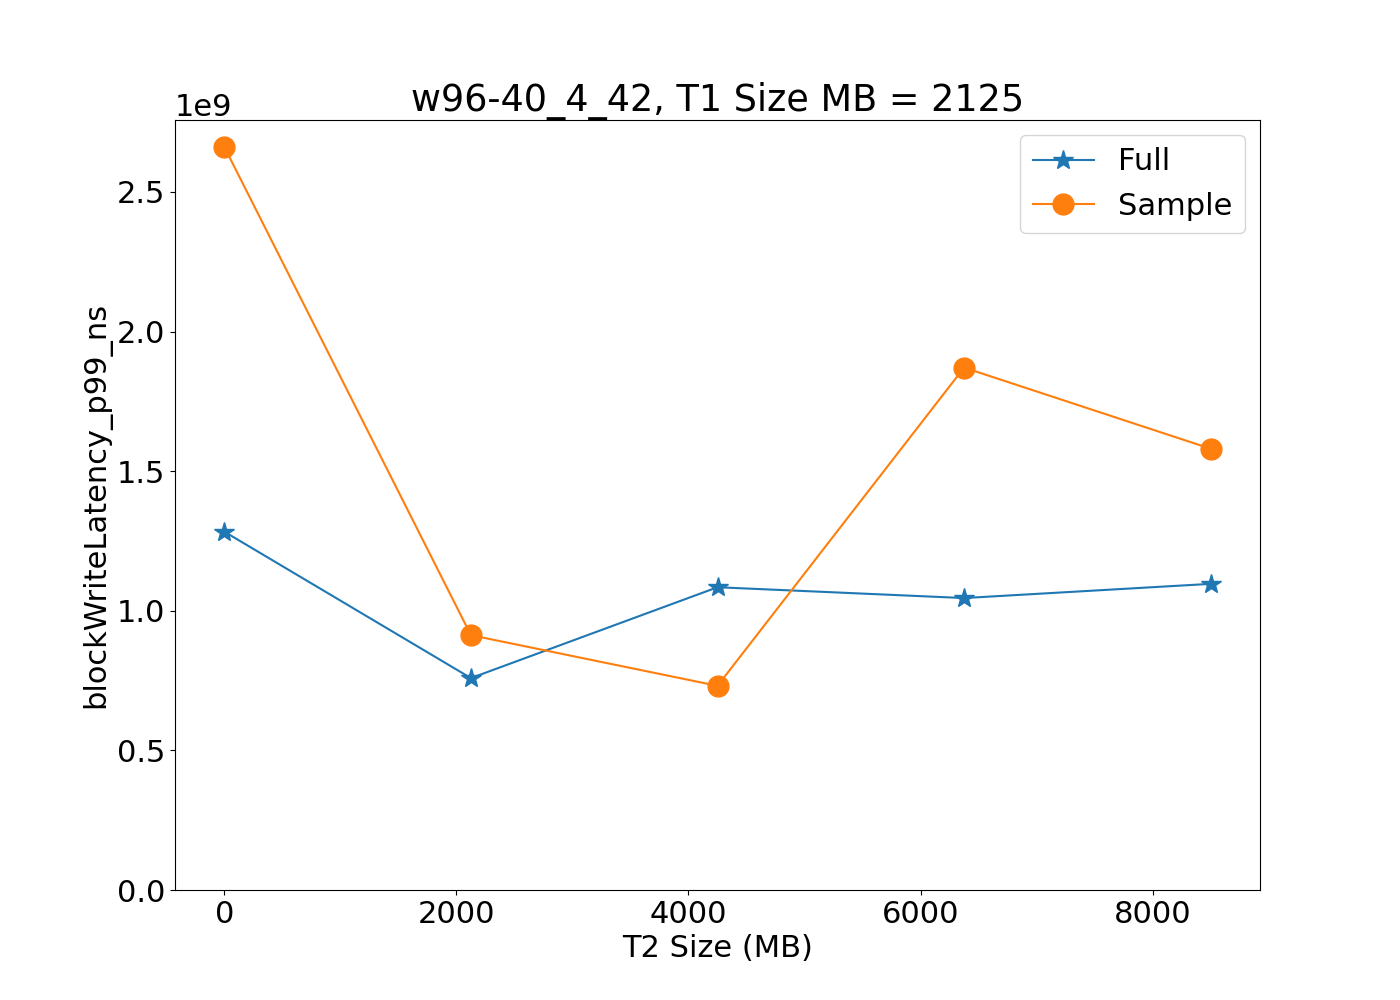 w96-40_4_42, T1 Size MB = 2125
1e9
Full
Sample
2.5
2.0
1.5
1.0
0.5
0.0
blockWriteLatency_p99_ns
0 2000 4000 6000 8000
T2 Size (MB)